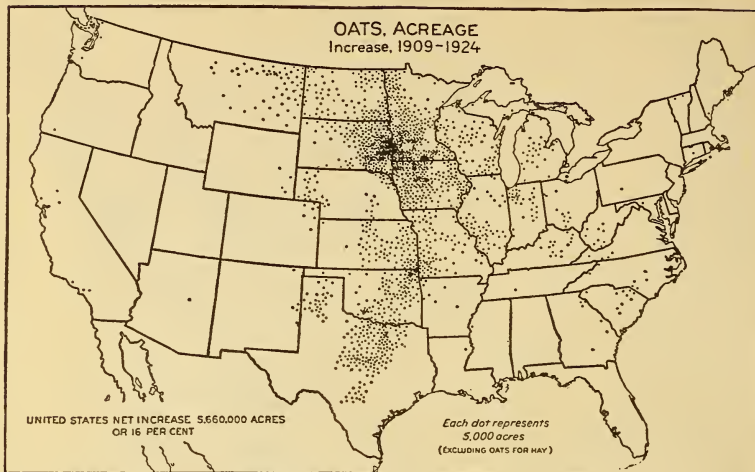 OATS, ACREAGE
Increase, 1909-1924
UNITED STATES NET INCREASE 5,660,000 ACRES
OR 16 PER CENT
Each dot represents
5,000 acres
(EXCLUDING OATS FOR HAY)